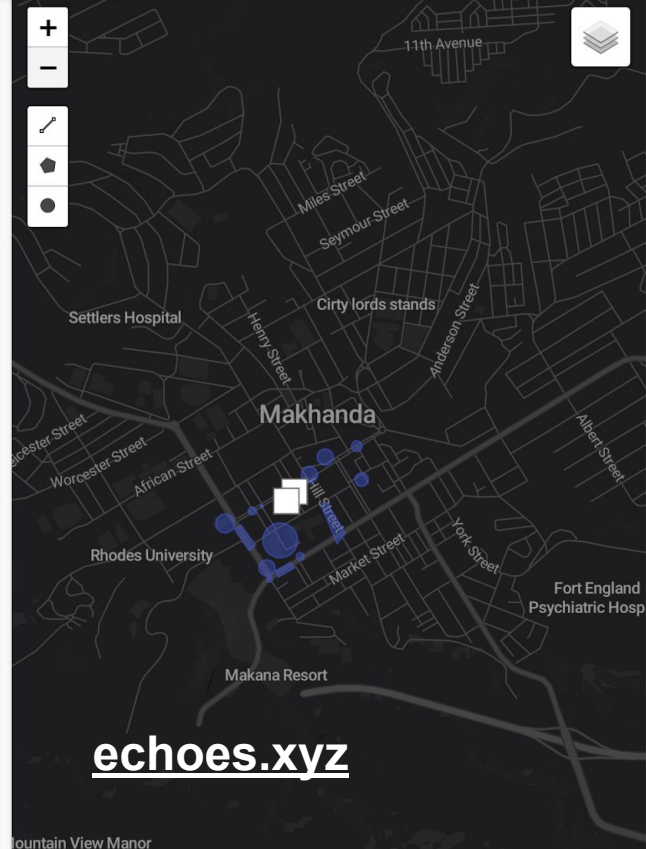 +
−
11th Avenue
Miles Street
Seymour Street
Settlers Hospital
Cirty lords stands
Henry Street
Anderson Street
Makhanda
Albert Street
eicester Street
Worcester Street
African Street
Hill Street
Rhodes University
Market Street
York Street
Fort England
Psychiatric Hosp
Makana Resort
echoes.xyz
lountain View Manor